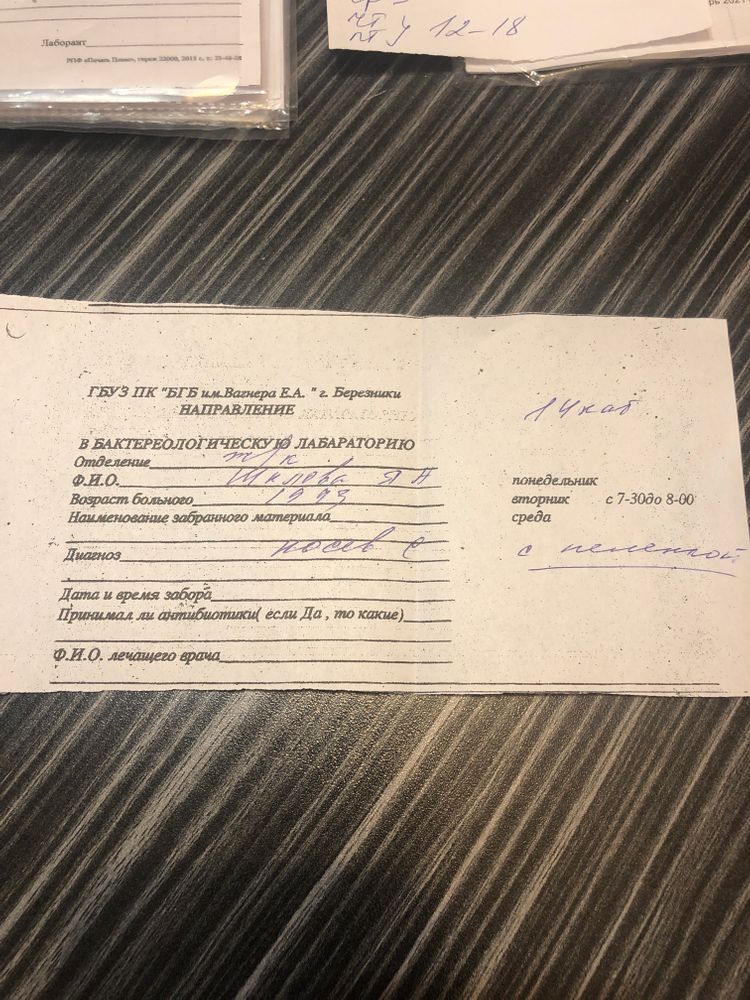 Лаборант
чт
пт у 12-18
ГБУЗ ПК "БГБ им.Вагнера Е.А. " г. Березники
НАПРАВЛЕНИЕ
В БАКТЕРЕОЛОГИЧЕСКУЮ ЛАБАРАТОРИЮ
Отделение ж/к
Ф.И.О. Я А
Возраст больного 1993
Наименование забранного материала
посев с
Диагноз
Дата и время забора
Принимал ли антибиотики( если Да , то какие)
Ф.И.О. лечащего врача
14 каб
понедельник
вторник с 7-30до 8-00
среда
с пеленкой